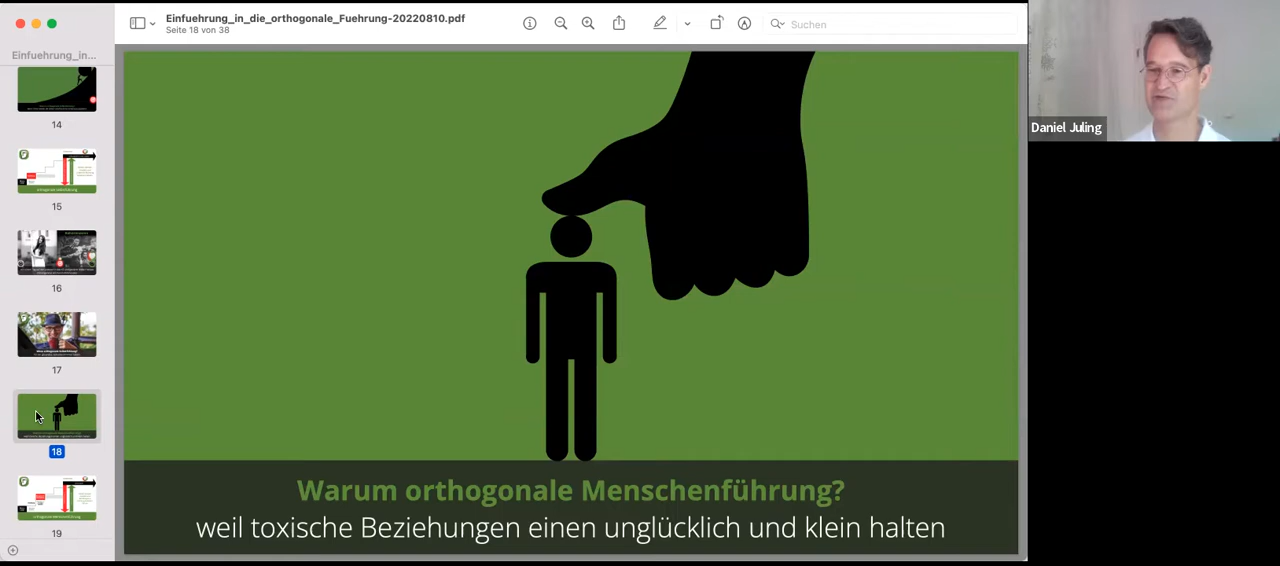 Einfuehrung_in_die_orthogonale_Fuehrung-20220810.pdf
Seite 18 von 38
Suchen
Einfuehrung_in...
14
15
16
17
18
19
Warum orthogonale Menschenführung?
weil toxische Beziehungen einen unglücklich und klein halten
Daniel Juling